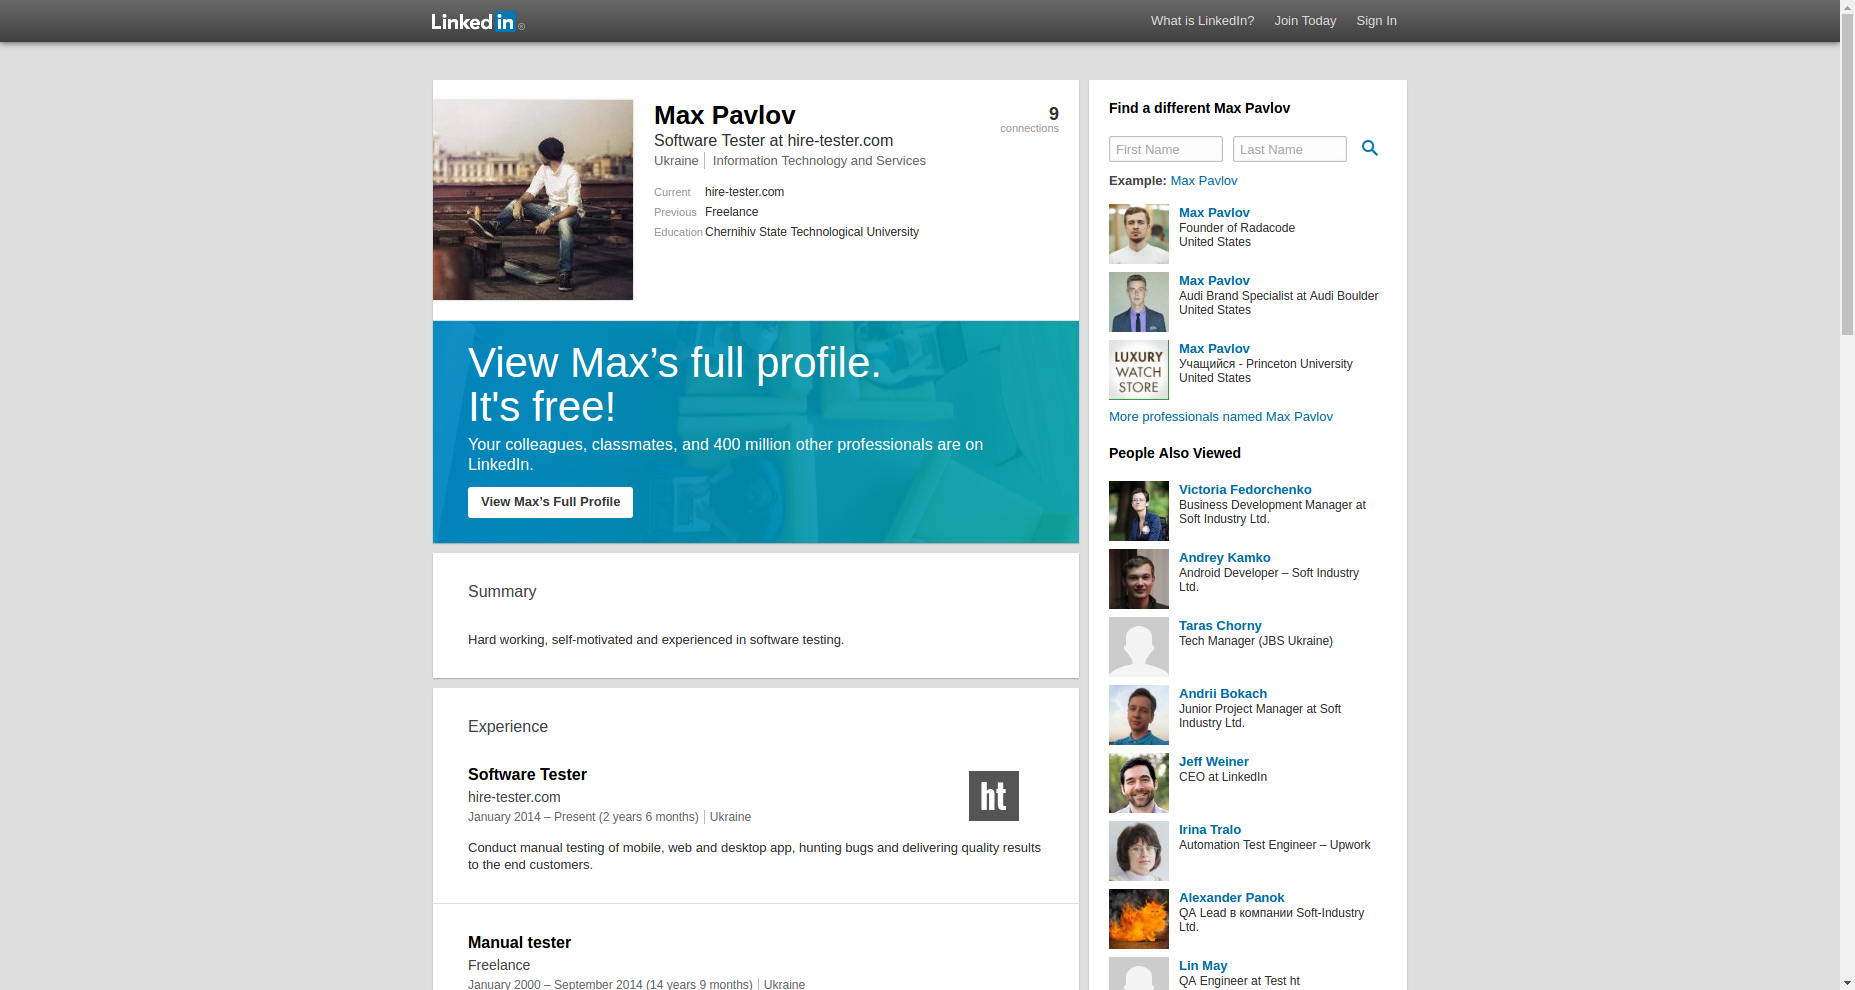 Linked in ®
What is LinkedIn? Join Today Sign In
Max Pavlov
9
connections
Software Tester at hire-tester.com
Ukraine Information Technology and Services
Current hire-tester.com
Previous Freelance
Education Chernihiv State Technological University
View Max’s full profile.
It's free!
Your colleagues, classmates, and 400 million other professionals are on
LinkedIn.
View Max’s Full Profile
Summary
Hard working, self-motivated and experienced in software testing.
Experience
Software Tester
hire-tester.com
January 2014 – Present (2 years 6 months) Ukraine
ht
Conduct manual testing of mobile, web and desktop app, hunting bugs and delivering quality results
to the end customers.
Manual tester
Freelance
January 2000 – September 2014 (14 years 9 months) Ukraine
Find a different Max Pavlov
First Name Last Name
Example: Max Pavlov
Max Pavlov
Founder of Radacode
United States
Max Pavlov
Audi Brand Specialist at Audi Boulder
United States
LUXURY
WATCH
STORE
Max Pavlov
Учащийся - Princeton University
United States
More professionals named Max Pavlov
People Also Viewed
Victoria Fedorchenko
Business Development Manager at
Soft Industry Ltd.
Andrey Kamko
Android Developer – Soft Industry
Ltd.
Taras Chorny
Tech Manager (JBS Ukraine)
Andrii Bokach
Junior Project Manager at Soft
Industry Ltd.
Jeff Weiner
CEO at LinkedIn
Irina Tralo
Automation Test Engineer – Upwork
Alexander Panok
QA Lead в компании Soft-Industry
Ltd.
Lin May
QA Engineer at Test ht